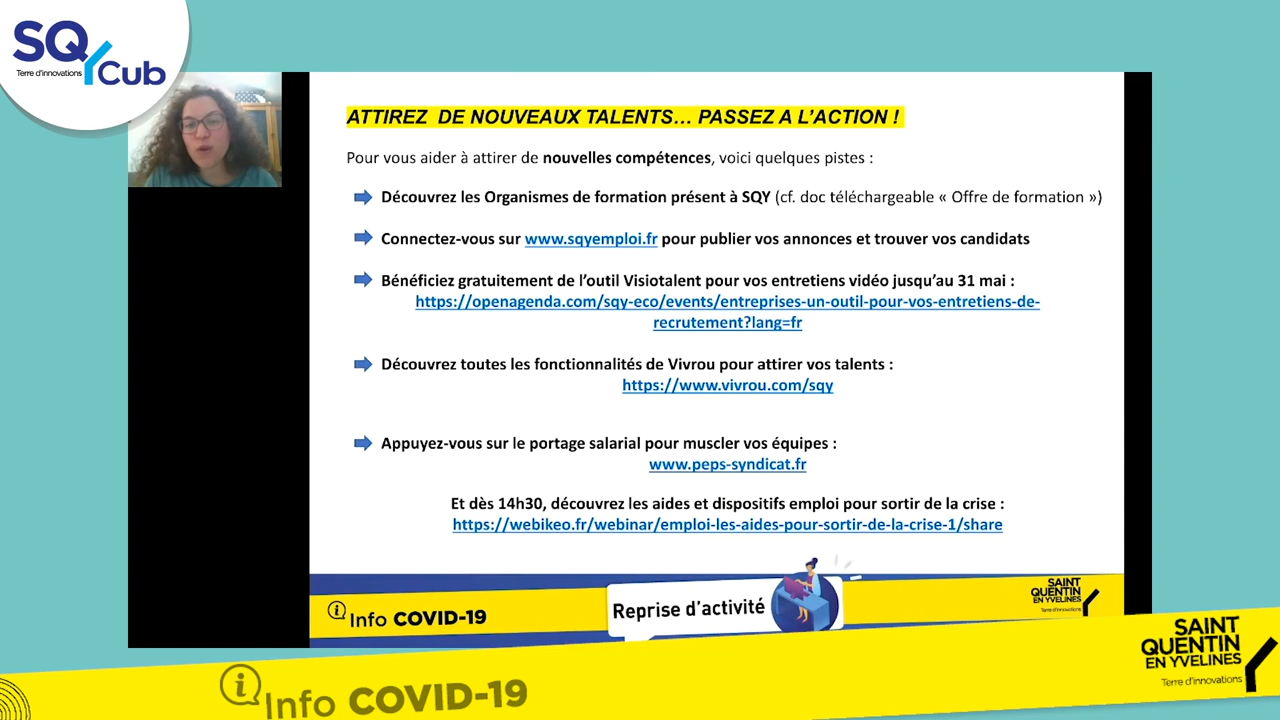 SQY Cub
Terre d'innovations
ATTIREZ DE NOUVEAUX TALENTS… PASSEZ A L'ACTION !
Pour vous aider à attirer de nouvelles compétences, voici quelques pistes :
Découvrez les Organismes de formation présent à SQY (cf. doc téléchargeable « Offre de formation »)
Connectez-vous sur www.sqyemploi.fr pour publier vos annonces et trouver vos candidats
Bénéficiez gratuitement de l'outil Visiotalent pour vos entretiens vidéo jusqu'au 31 mai :
https://openagenda.com/sqy-eco/events/entreprises-un-outil-pour-vos-entretiens-de-
recrutement?lang=fr
Découvrez toutes les fonctionnalités de Vivrou pour attirer vos talents :
https://www.vivrou.com/sqy
Appuyez-vous sur le portage salarial pour muscler vos équipes :
www.peps-syndicat.fr
Et dès 14h30, découvrez les aides et dispositifs emploi pour sortir de la crise :
https://webikeo.fr/webinar/emploi-les-aides-pour-sortir-de-la-crise-1/share
i Info COVID-19
Reprise d'activité
SAINT
QUENTIN
EN YVELINES
Terre d'innovations
i Info COVID-19
SAINT
QUENTIN
EN YVELINES
Terre d'innovations